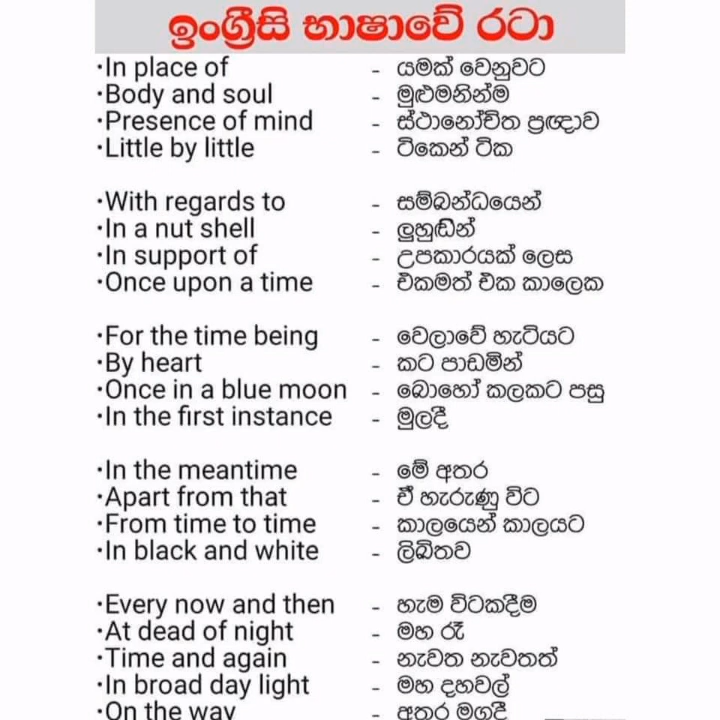 ඉංග්‍රීසි භාෂාවේ රටා
·In place of - යමක් වෙනුවට
·Body and soul - මුළුමනින්ම
·Presence of mind - ස්ථානෝචිත ප්‍රඥාව
·Little by little - ටිකෙන් ටික
·With regards to - සම්බන්ධයෙන්
·In a nut shell - ලුහුඬින්
·In support of - උපකාරයක් ලෙස
·Once upon a time - එකමත් එක කාලෙක
·For the time being - වෙලාවේ හැටියට
·By heart - කට පාඩමින්
·Once in a blue moon - බොහෝ කලකට පසු
·In the first instance - මුලදී
·In the meantime - මේ අතර
·Apart from that - ඒ හැරුණු විට
·From time to time - කාලයෙන් කාලයට
·In black and white - ලිඛිතව
·Every now and then - හැම විටකදීම
·At dead of night - මහ රෑ
·Time and again - නැවත නැවතත්
·In broad day light - මහ දහවල්
·On the way - අතර මගදී